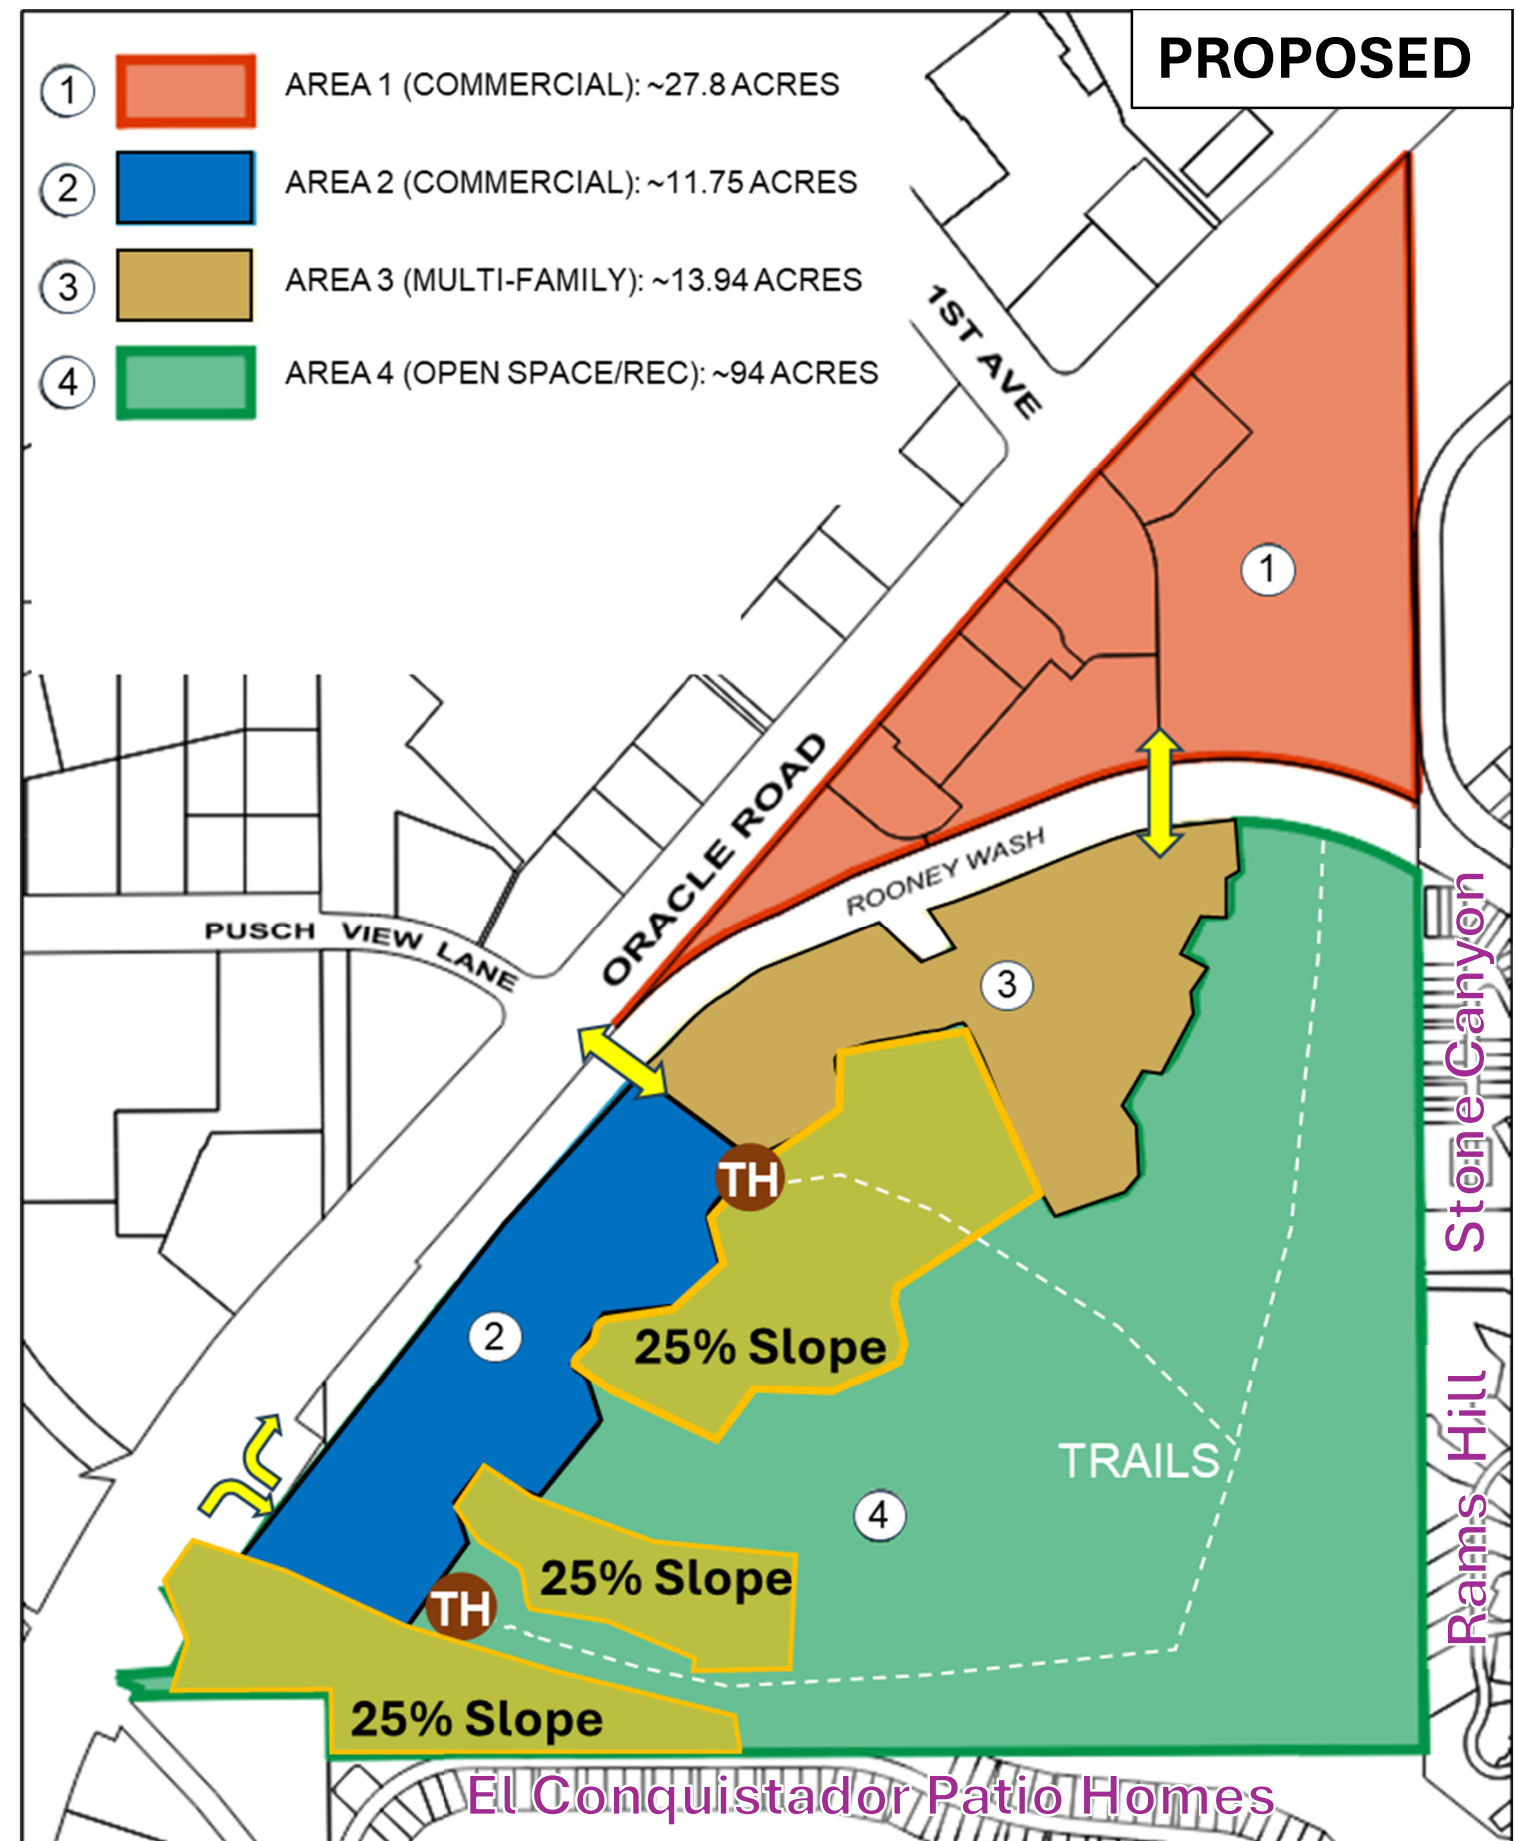 PROPOSED
1 AREA 1 (COMMERCIAL): ~27.8 ACRES
2 AREA 2 (COMMERCIAL): ~11.75 ACRES
3 AREA 3 (MULTI-FAMILY): ~13.94 ACRES
4 AREA 4 (OPEN SPACE/REC): ~94 ACRES
1ST AVE
1
ORACLE ROAD
ROONEY WASH
PUSCH VIEW LANE
3
Stone Canyon
TH
2
25% Slope
TRAILS
4
Rams Hill
25% Slope
TH
25% Slope
El Conquistador Patio Homes